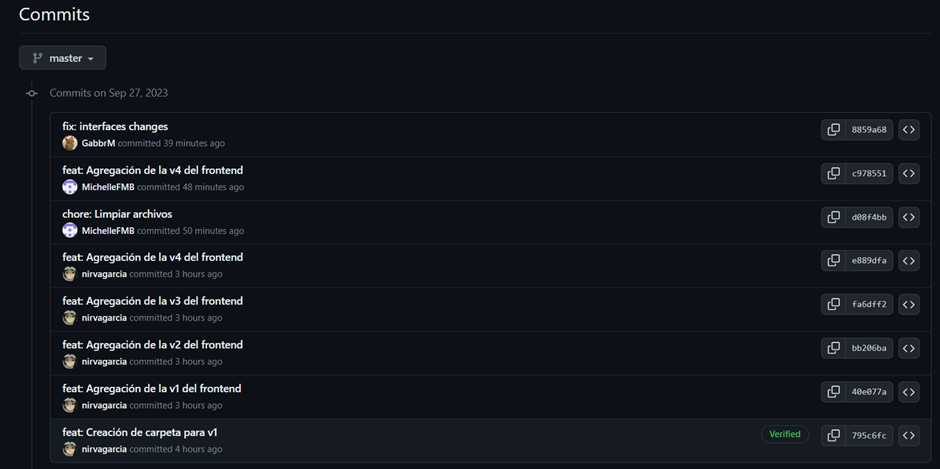 Commits
master
Commits on Sep 27, 2023
fix: interfaces changes
GabbrM committed 39 minutes ago
8859a68
feat: Agregación de la v4 del frontend
MichelleFMB committed 48 minutes ago
c978551
chore: Limpiar archivos
MichelleFMB committed 50 minutes ago
d08f4bb
feat: Agregación de la v4 del frontend
nirvagarcia committed 3 hours ago
e889dfa
feat: Agregación de la v3 del frontend
nirvagarcia committed 3 hours ago
fa6dff2
feat: Agregación de la v2 del frontend
nirvagarcia committed 3 hours ago
bb206ba
feat: Agregación de la v1 del frontend
nirvagarcia committed 3 hours ago
40e077a
feat: Creación de carpeta para v1
nirvagarcia committed 4 hours ago
Verified
795c6fc